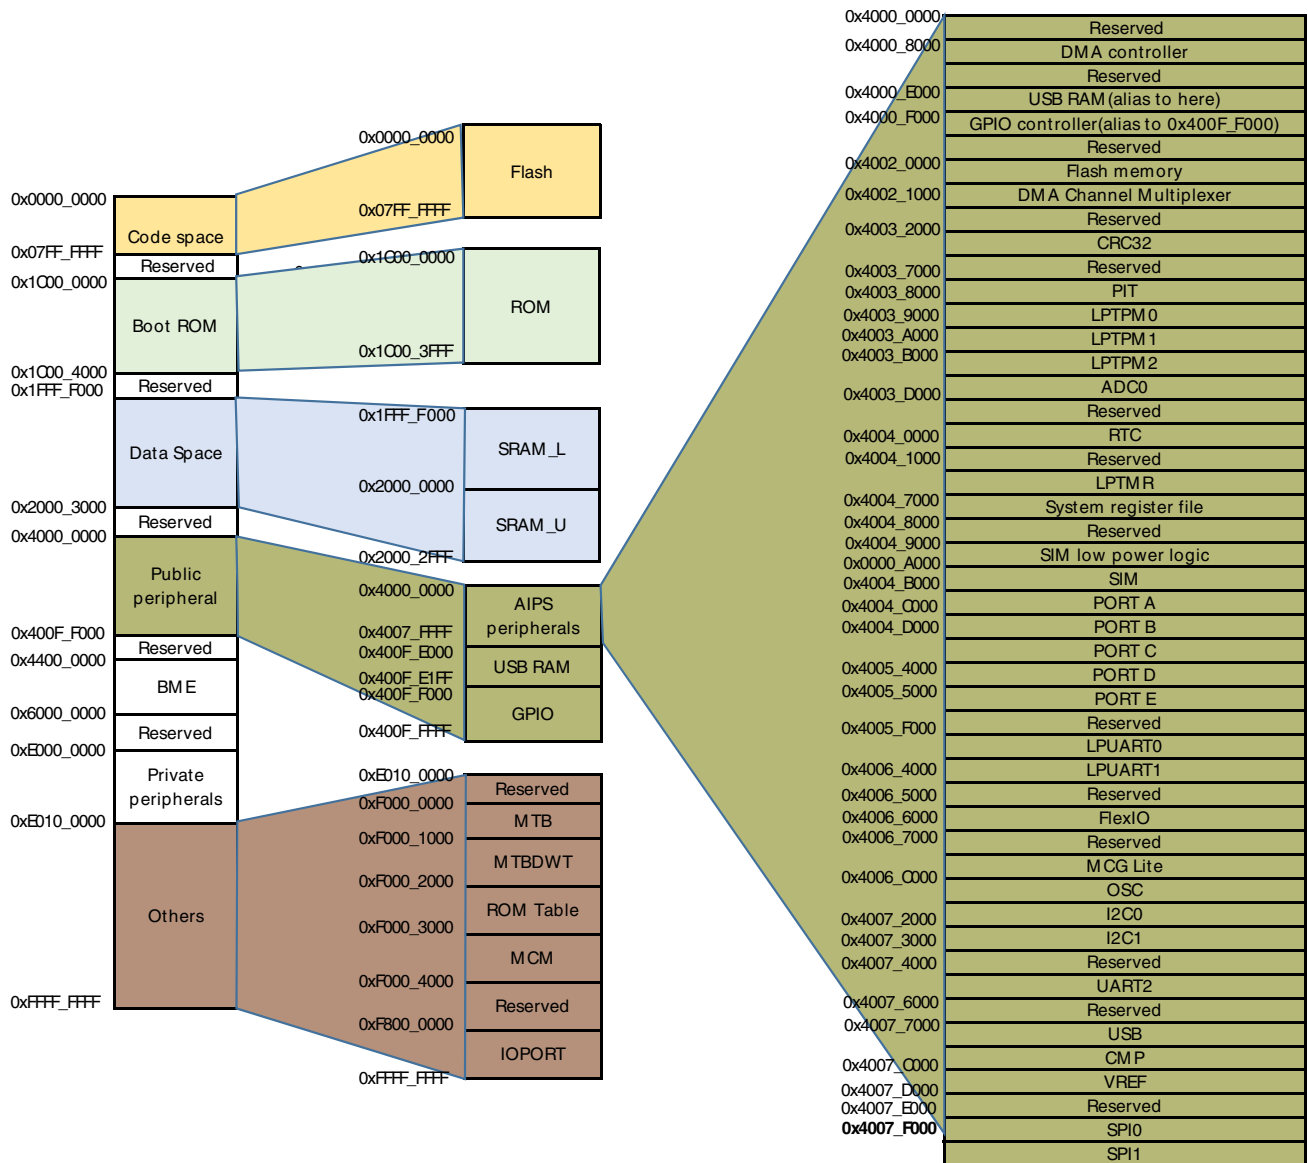 0x0000_0000
Code space
0x07FF_FFFF
Reserved
0x1C00_0000
Boot ROM
0x1C00_4000
Reserved
0x1FFF_F000
Data Space
0x2000_3000
Reserved
0x4000_0000
Public
peripheral
0x400F_F000
Reserved
0x4400_0000
BME
0x6000_0000
Reserved
0xE000_0000
Private
peripherals
0xE010_0000
Others
0xFFFF_FFFF
0x0000_0000
Flash
0x07FF_FFFF
0x1C00_0000
ROM
0x1C00_3FFF
0x1FFF_F000
SRAM_L
0x2000_0000
SRAM_U
0x2000_2FFF
0x4000_0000
AIPS
peripherals
0x4007_FFFF
0x400F_E000
USB RAM
0x400F_E1FF
0x400F_F000
GPIO
0x400F_FFFF
0xE010_0000
Reserved
0xF000_0000
MTB
0xF000_1000
MTBDWT
0xF000_2000
ROM Table
0xF000_3000
MCM
0xF000_4000
Reserved
0xF800_0000
IOPORT
0xFFFF_FFFF
0x4000_0000
Reserved
0x4000_8000
DMA controller
Reserved
0x4000_E000
USB RAM(alias to here)
0x4000_F000
GPIO controller(alias to 0x400F_F000)
Reserved
0x4002_0000
Flash memory
0x4002_1000
DMA Channel Multiplexer
Reserved
0x4003_2000
CRC32
Reserved
0x4003_7000
PIT
0x4003_8000
LPTPM0
0x4003_9000
LPTPM1
0x4003_A000
0x4003_B000
LPTPM2
ADC0
0x4003_D000
Reserved
RTC
0x4004_0000
Reserved
0x4004_1000
LPTMR
0x4004_7000
System register file
0x4004_8000
Reserved
0x4004_9000
SIM low power logic
0x0000_A000
SIM
0x4004_B000
PORT A
0x4004_C000
PORT B
0x4004_D000
PORT C
0x4005_4000
PORT D
0x4005_5000
PORT E
Reserved
0x4005_F000
LPUART0
LPUART1
0x4006_4000
Reserved
0x4006_5000
FlexIO
0x4006_6000
0x4006_7000
Reserved
MCG Lite
0x4006_C000
OSC
I2C0
0x4007_2000
I2C1
0x4007_3000
Reserved
0x4007_4000
UART2
0x4007_6000
Reserved
0x4007_7000
USB
CMP
0x4007_C000
VREF
0x4007_D000
Reserved
0x4007_E000
SPI0
0x4007_F000
SPI1